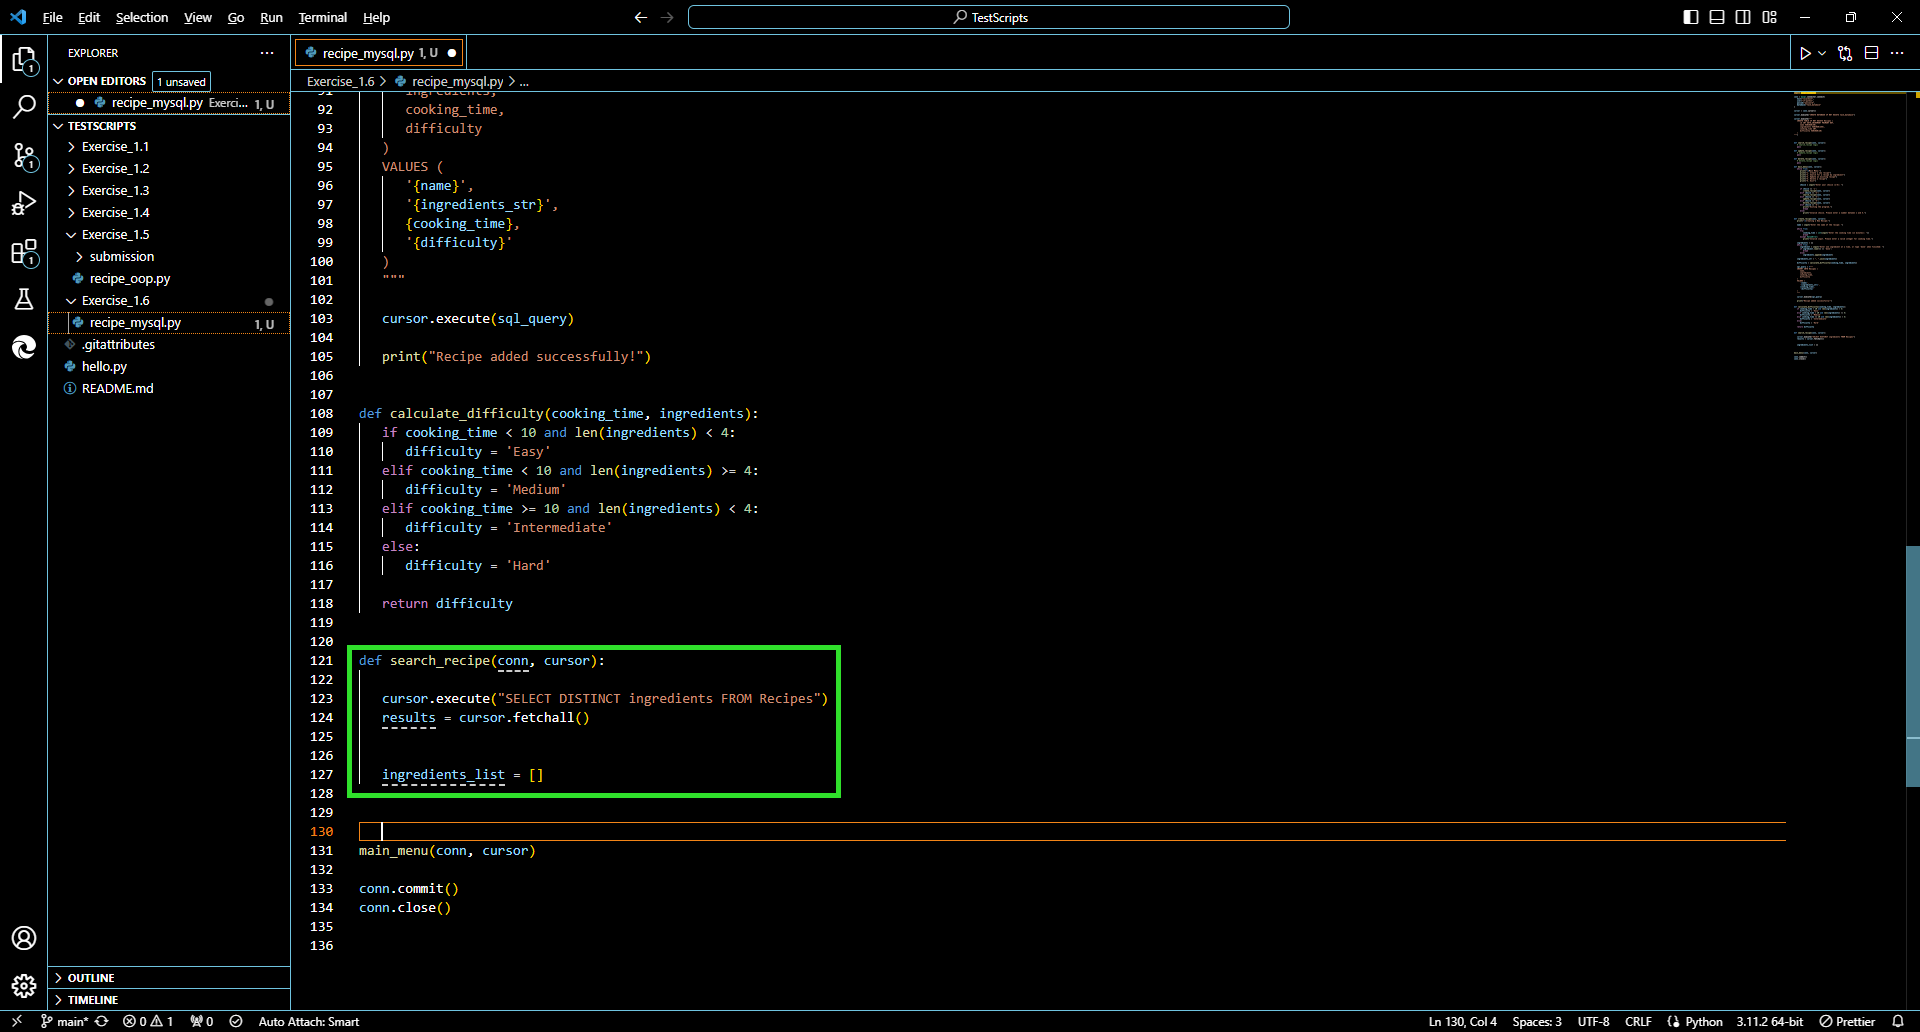 File Edit Selection View Go Run Terminal Help
TestScripts
EXPLORER
OPEN EDITORS 1 unsaved
recipe_mysql.py Exerci... 1, U
TESTSCRIPTS
Exercise_1.1
Exercise_1.2
Exercise_1.3
Exercise_1.4
Exercise_1.5
submission
recipe_oop.py
Exercise_1.6
recipe_mysql.py 1, U
.gitattributes
hello.py
README.md
OUTLINE
TIMELINE
recipe_mysql.py 1, U
Exercise_1.6 > recipe_mysql.py > ...
91 ingredients,
92 cooking_time,
93 difficulty
94 )
95 VALUES (
96 '{name}',
97 '{ingredients_str}',
98 {cooking_time},
99 '{difficulty}'
100 )
101 """
102
103 cursor.execute(sql_query)
104
105 print("Recipe added successfully!")
106
107
108 def calculate_difficulty(cooking_time, ingredients):
109 if cooking_time < 10 and len(ingredients) < 4:
110 difficulty = 'Easy'
111 elif cooking_time < 10 and len(ingredients) >= 4:
112 difficulty = 'Medium'
113 elif cooking_time >= 10 and len(ingredients) < 4:
114 difficulty = 'Intermediate'
115 else:
116 difficulty = 'Hard'
117
118 return difficulty
119
120
121 def search_recipe(conn, cursor):
122
123 cursor.execute("SELECT DISTINCT ingredients FROM Recipes")
124 results = cursor.fetchall()
125
126
127 ingredients_list = []
128
129
130
131 main_menu(conn, cursor)
132
133 conn.commit()
134 conn.close()
135
136
main* 0 1 0 Auto Attach: Smart
Ln 130, Col 4 Spaces: 3 UTF-8 CRLF Python 3.11.2 64-bit Prettier